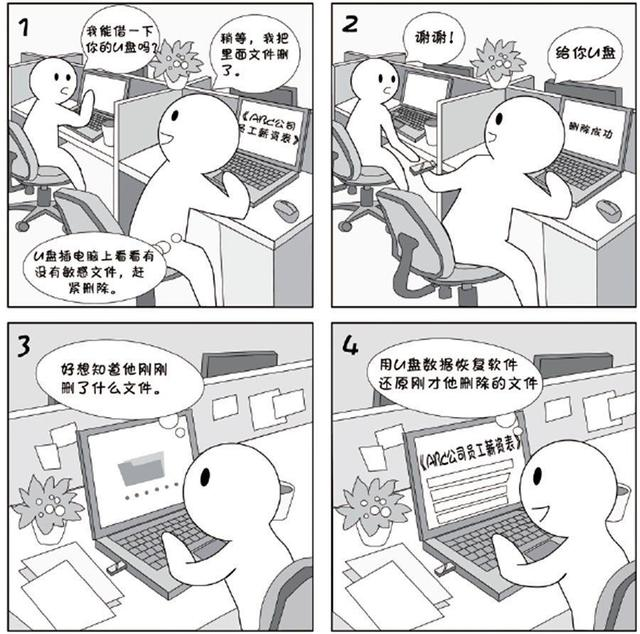 1
我能借一下
你的U盘吗?
稍等，我把
里面文件删
了。
《ARC公司
员工薪资表》
U盘插电脑上看看有
没有敏感文件，赶
紧删除。
2
谢谢!
给你U盘
删除成功
3
好想知道他刚刚
删了什么文件。
4
用U盘数据恢复软件
还原刚才他删除的文件
《ARC公司员工薪资表》